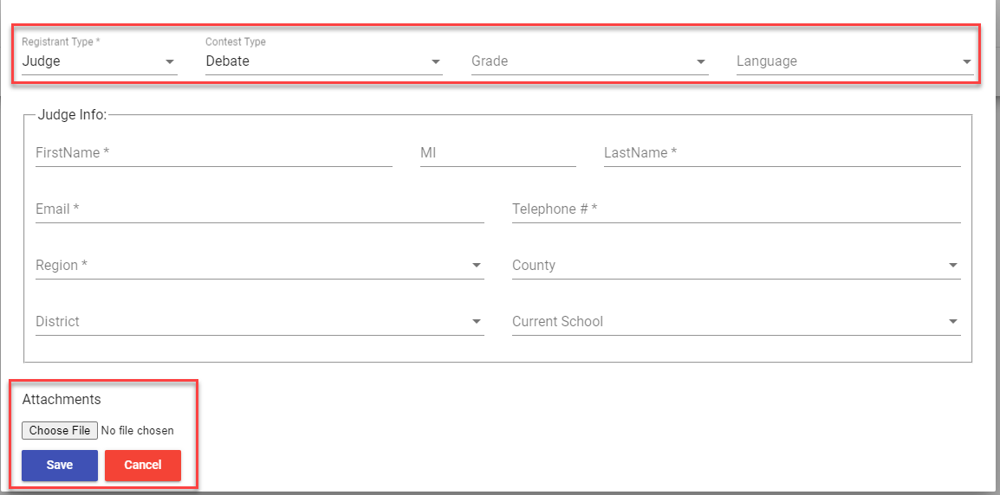 Registrant Type * Contest Type
Judge Debate Grade Language
Judge Info:
FirstName * MI LastName *
Email * Telephone # *
Region * County
District Current School
Attachments
Choose File No file chosen
Save Cancel